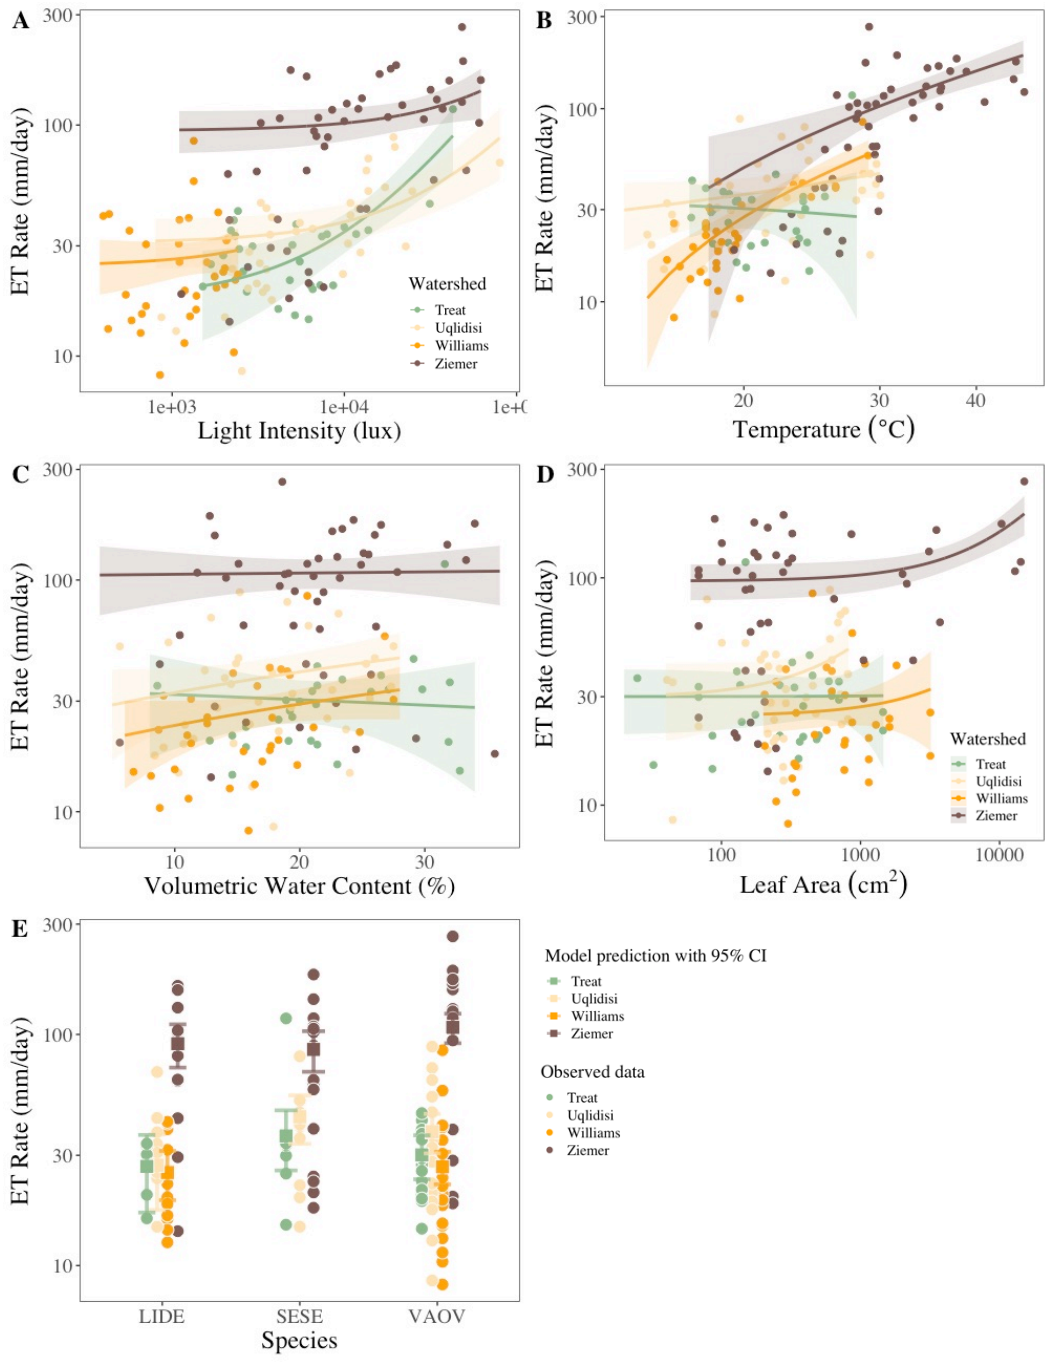 A
ET Rate (mm/day)
300
100
30
10
1e+03
1e+04
1e+0
Light Intensity (lux)
Watershed
Treat
Uqlidisi
Williams
Ziemer
B
ET Rate (mm/day)
300
100
30
10
20
30
40
Temperature (°C)
C
ET Rate (mm/day)
300
100
30
10
10
20
30
Volumetric Water Content (%)
D
ET Rate (mm/day)
300
100
30
10
100
1000
10000
Leaf Area (cm²)
Watershed
Treat
Uqlidisi
Williams
Ziemer
E
ET Rate (mm/day)
300
100
30
10
LIDE
SESE
VAOV
Species
Model prediction with 95% CI
Treat
Uqlidisi
Williams
Ziemer
Observed data
Treat
Uqlidisi
Williams
Ziemer